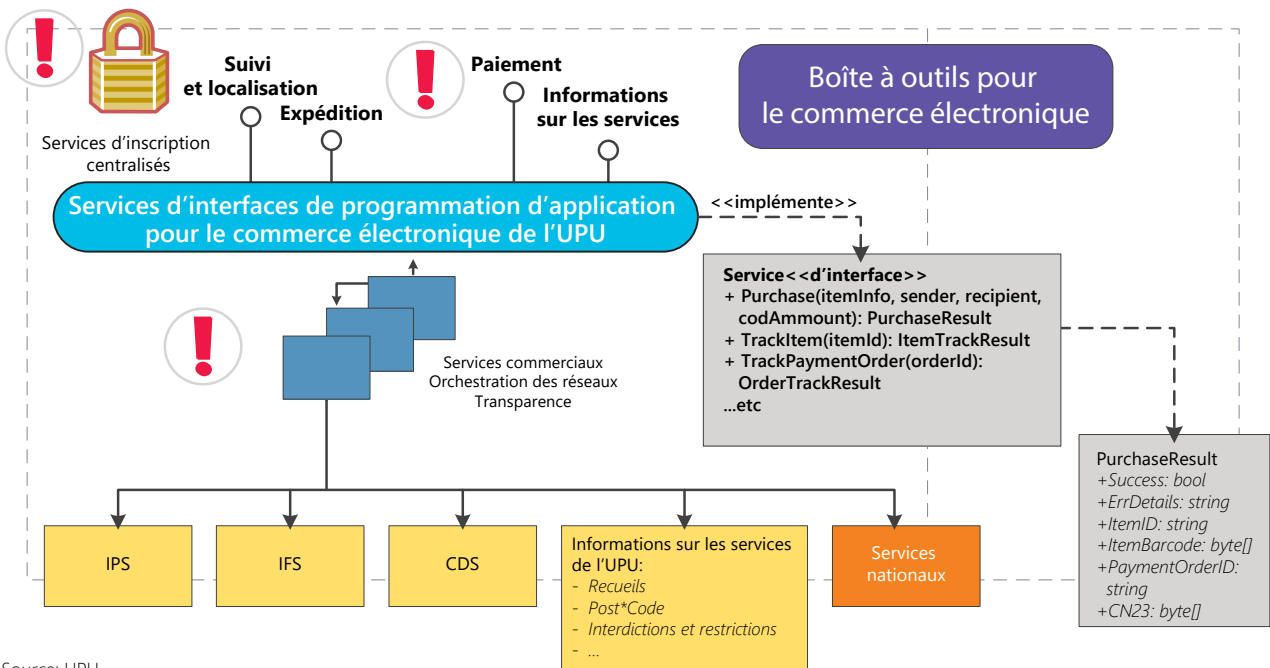 Suivi
et localisation
Expédition
Paiement
Informations
sur les services
Boîte à outils pour
le commerce électronique
Services d'inscription
centralisés
Services d'interfaces de programmation d'application
pour le commerce électronique de l'UPU
<<implémente>>
Service<<d'interface>>
+ Purchase(itemInfo, sender, recipient,
codAmmount): PurchaseResult
+ TrackItem(itemId): ItemTrackResult
+ TrackPaymentOrder(orderId):
OrderTrackResult
...etc
Services commerciaux
Orchestration des réseaux
Transparence
PurchaseResult
+Success: bool
+ErrDetails: string
+ItemID: string
+ItemBarcode: byte[]
+PaymentOrderID:
string
+CN23: byte[]
IPS
IFS
CDS
Informations sur les services
de l'UPU:
- Recueils
- Post*Code
- Interdictions et restrictions
- ...
Services
nationaux
Source: UPU